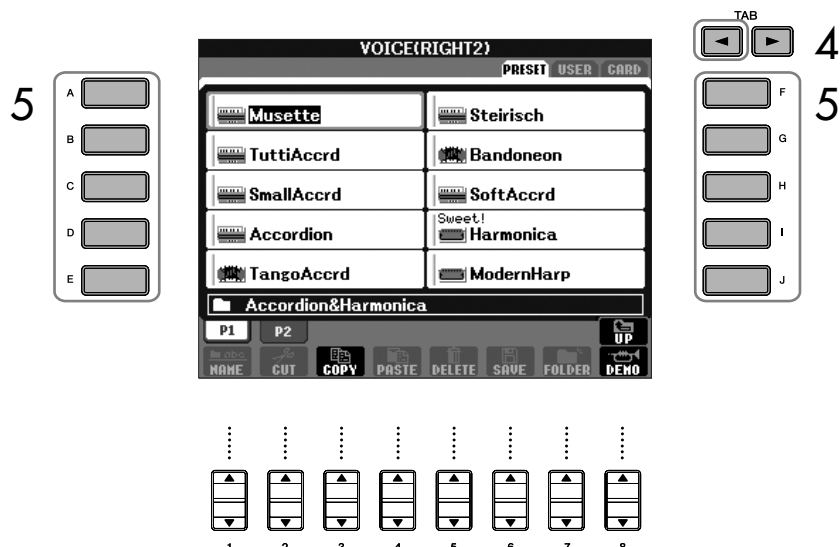 TAB
4
VOICE(RIGHT2)
PRESET USER CARD
5
A
B
C
D
E
Musette
Steirisch
TuttiAccrd
Bandoneon
SmallAccrd
SoftAccrd
Accordion
Sweet!
Harmonica
TangoAccrd
ModernHarp
Accordion&Harmonica
P1 P2
UP
NAME CUT COPY PASTE DELETE SAVE FOLDER DEMO
F
G
H
I
J
5
1 2 3 4 5 6 7 8